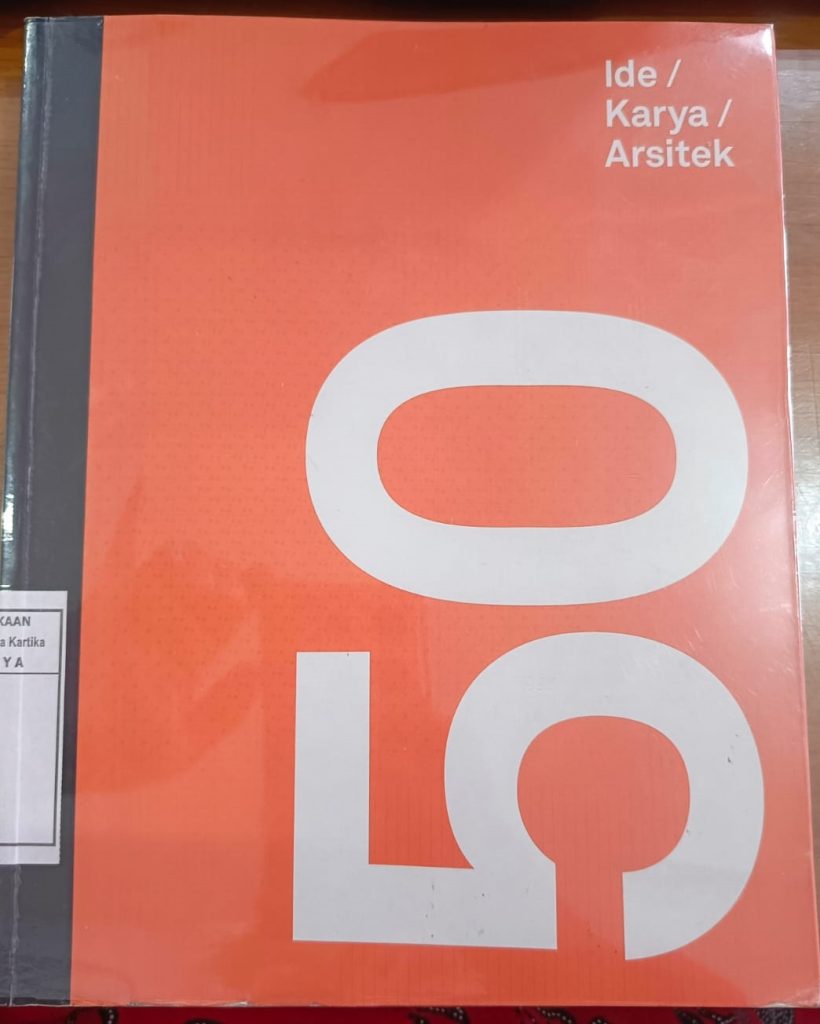 Ide /
Karya /
Arsitek
50
KAAN
a Kartika
Y A